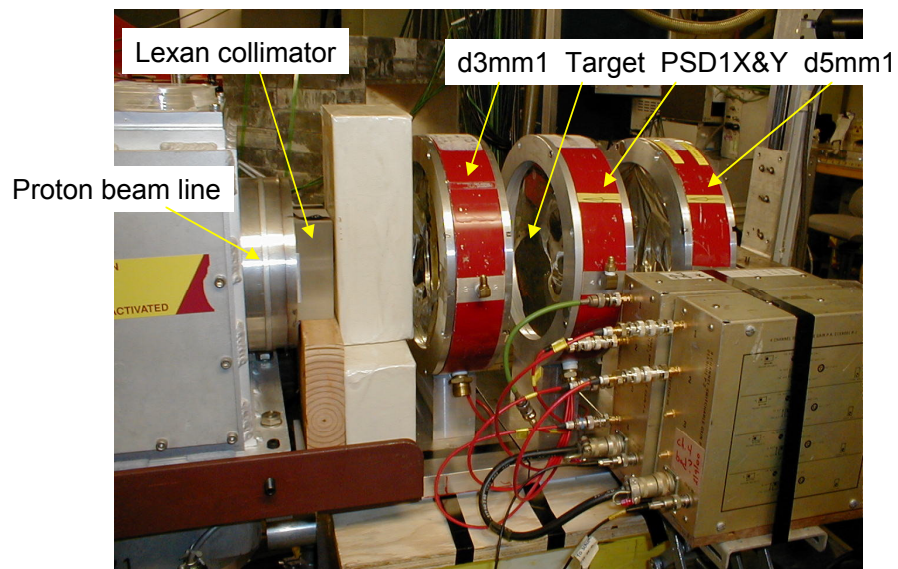 Lexan collimator
d3mm1 Target PSD1X&Y d5mm1
Proton beam line
ACTIVATED